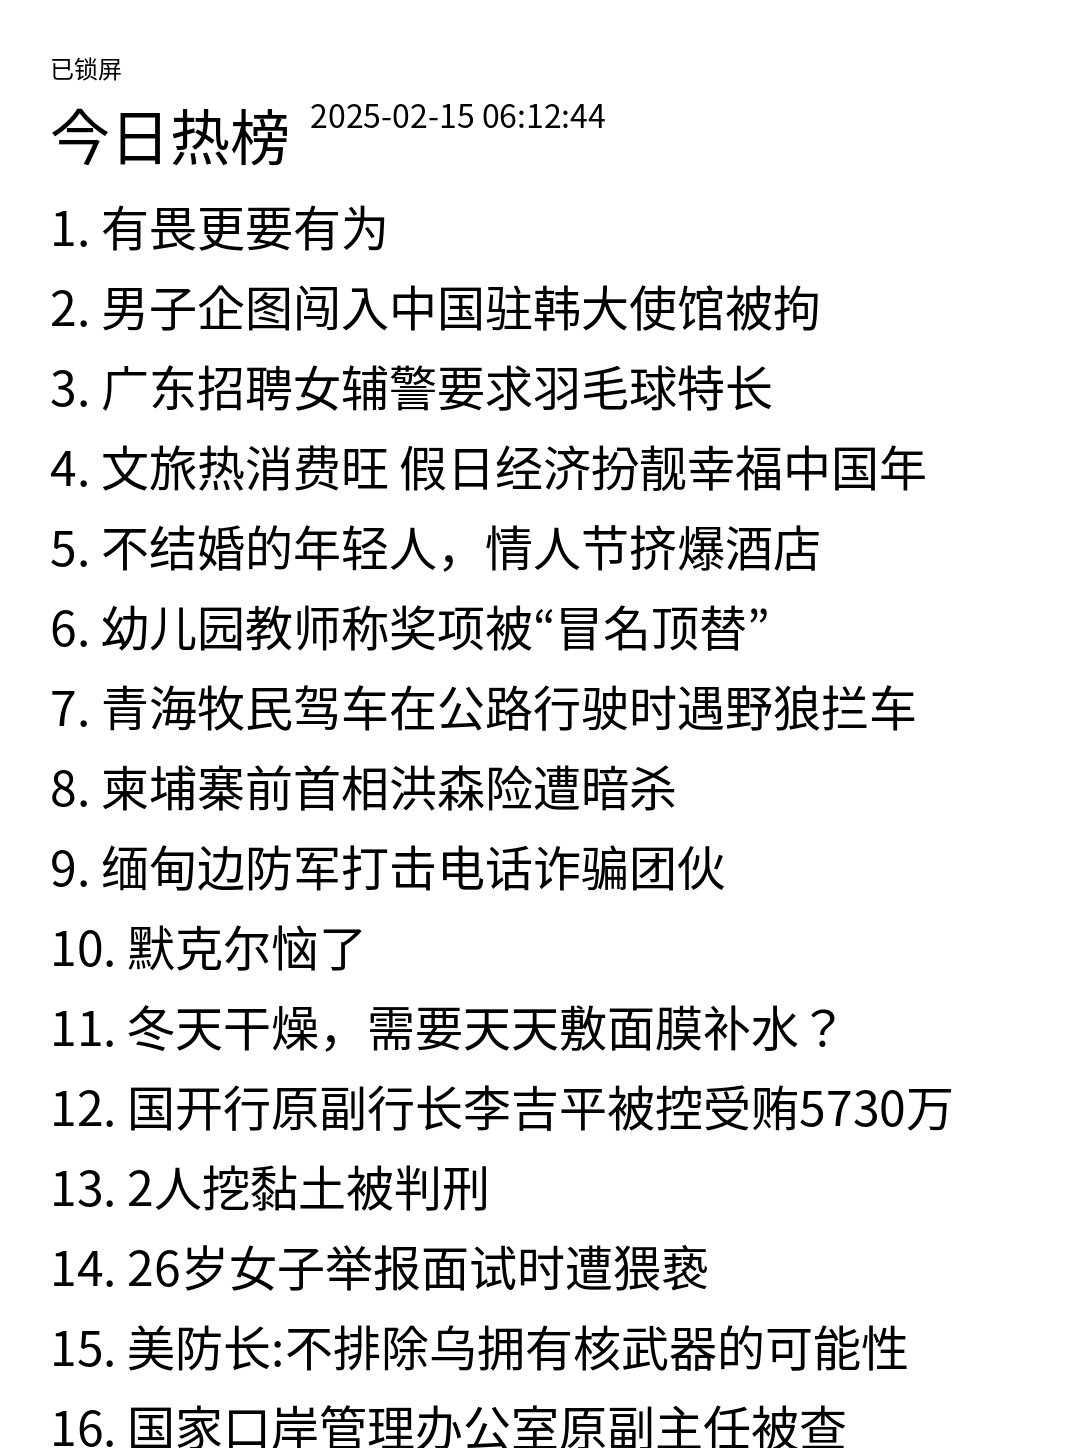 已锁屏
今日热榜 2025-02-15 06:12:44
1. 有畏更要有为
2. 男子企图闯入中国驻韩大使馆被拘
3. 广东招聘女辅警要求羽毛球特长
4. 文旅热消费旺 假日经济扮靓幸福中国年
5. 不结婚的年轻人，情人节挤爆酒店
6. 幼儿园教师称奖项被“冒名顶替”
7. 青海牧民驾车在公路行驶时遇野狼拦车
8. 柬埔寨前首相洪森险遭暗杀
9. 缅甸边防军打击电话诈骗团伙
10. 默克尔恼了
11. 冬天干燥，需要天天敷面膜补水？
12. 国开行原副行长李吉平被控受贿5730万
13. 2人挖黏土被判刑
14. 26岁女子举报面试时遭猥亵
15. 美防长:不排除乌拥有核武器的可能性
16. 国家口岸管理办公室原副主任被查